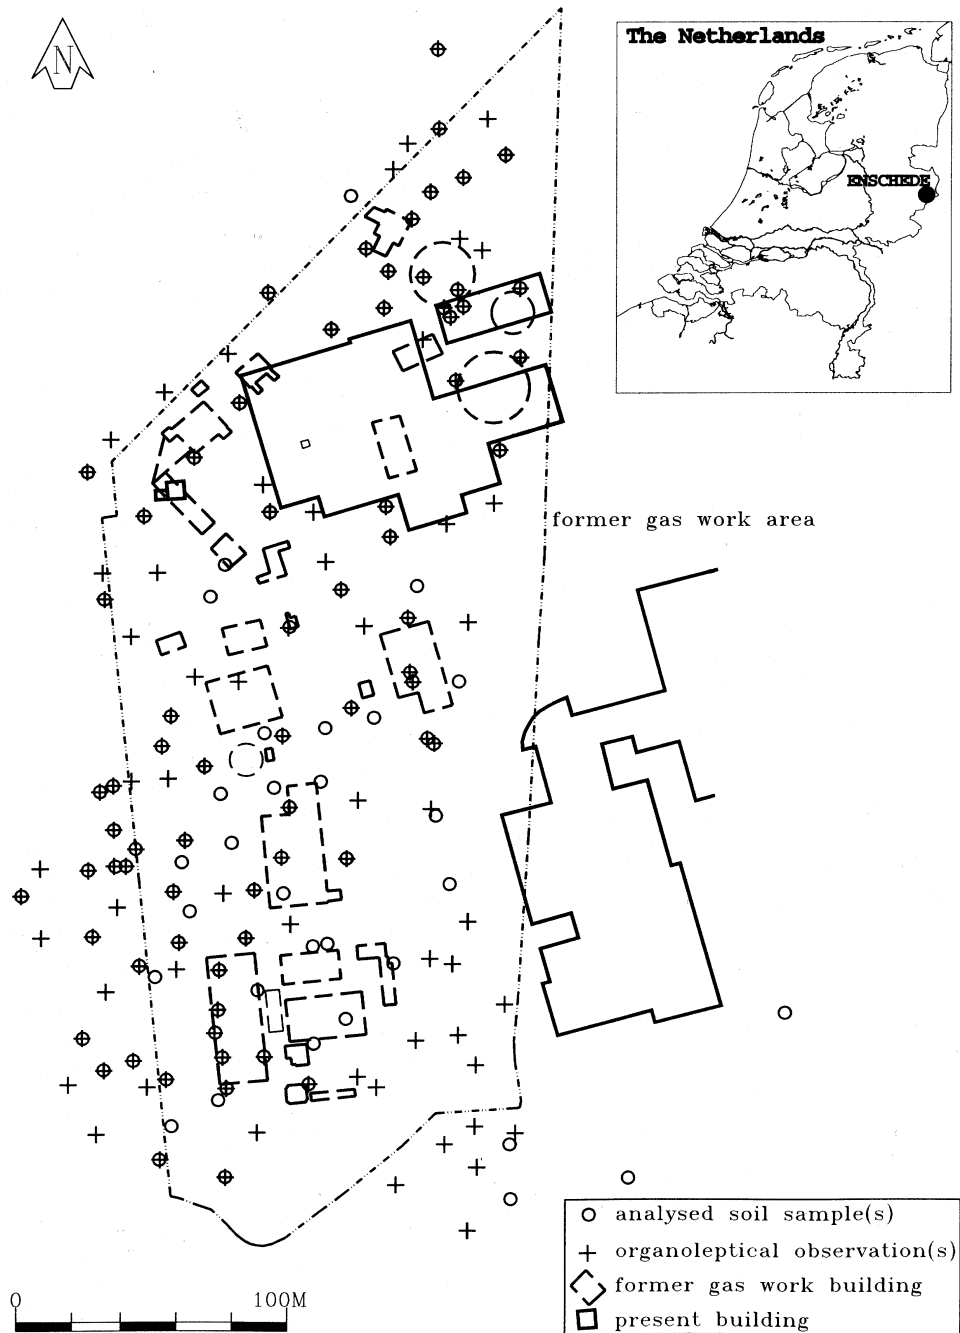 N
The Netherlands
ENSCHEDE
former gas work area
analysed soil sample(s)
organoleptical observation(s)
former gas work building
present building
0 100M